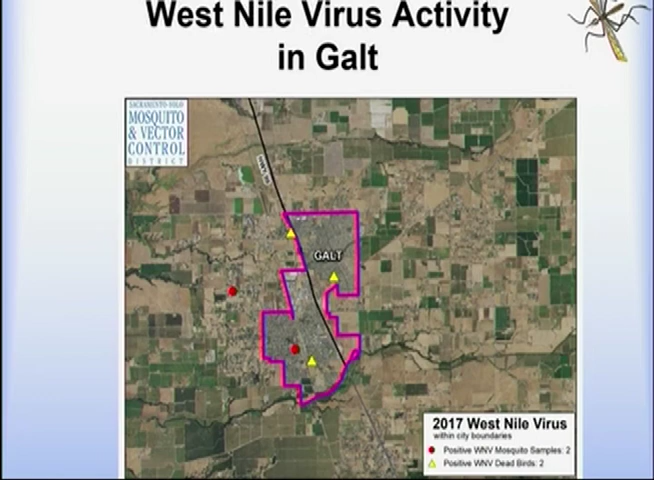 West Nile Virus Activity
in Galt
SACRAMENTO-YOLO
MOSQUITO
& VECTOR
CONTROL
DISTRICT
GALT
2017 West Nile Virus
within city boundaries
Positive WNV Mosquito Samples: 2
Positive WNV Dead Birds: 2